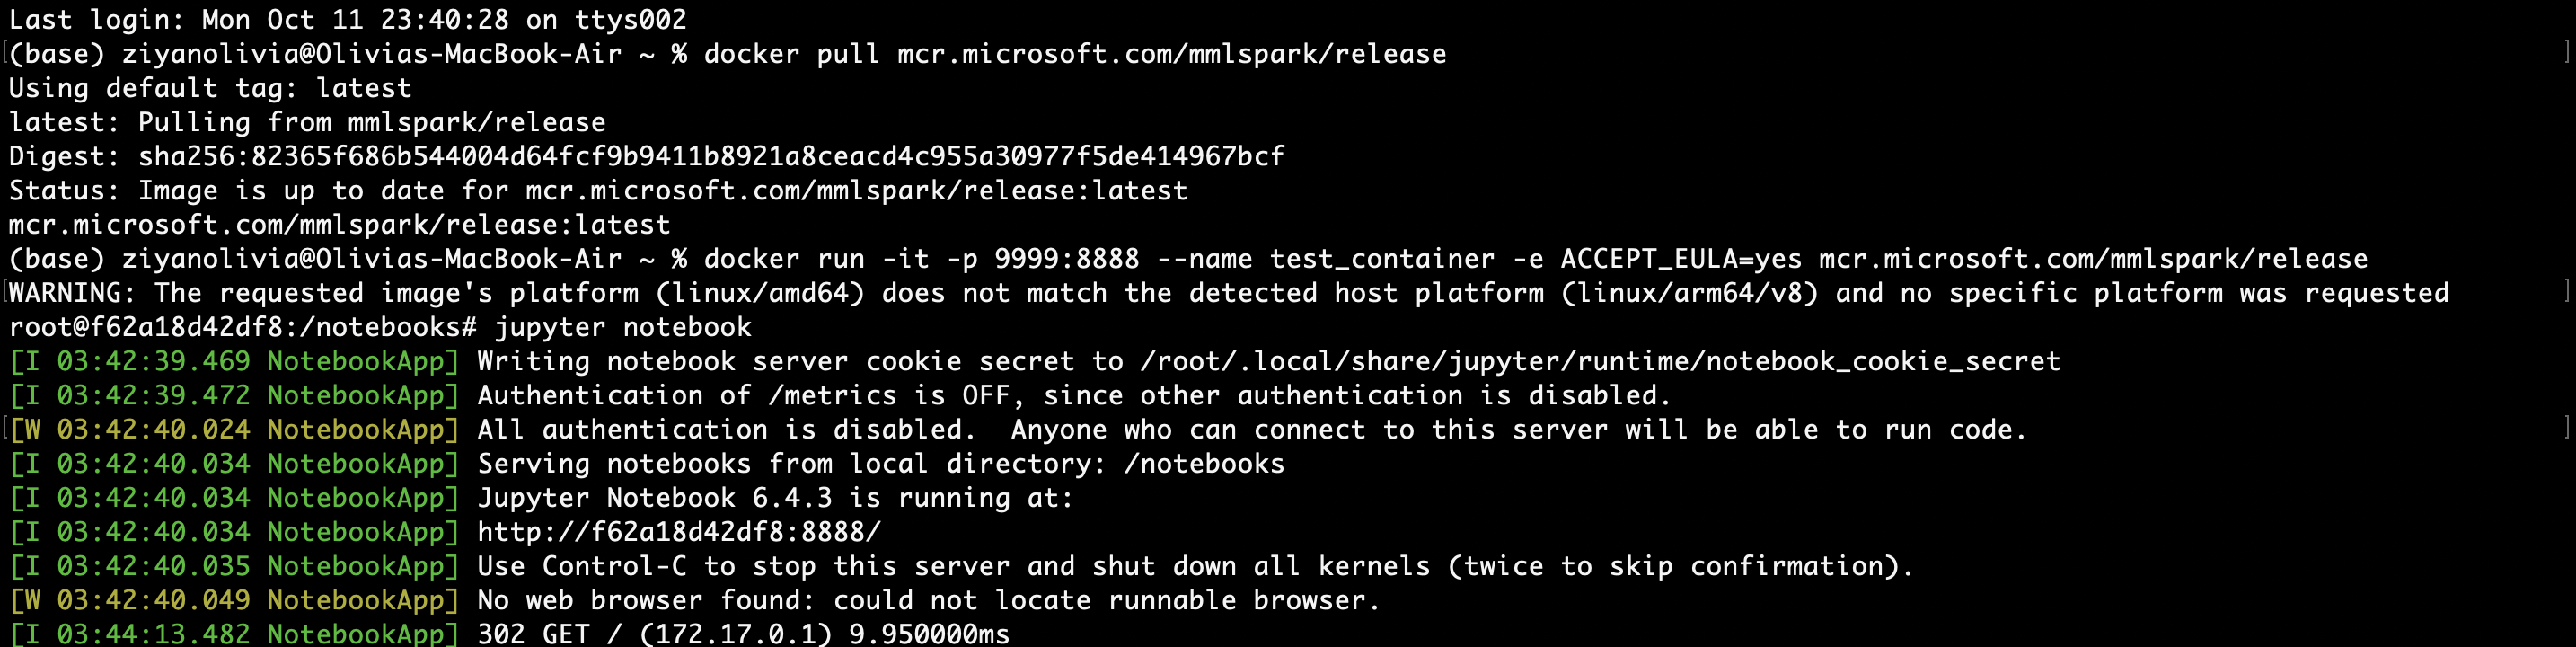 Last login: Mon Oct 11 23:40:28 on ttys002
[(base) ziyanolivia@Olivias-MacBook-Air ~ % docker pull mcr.microsoft.com/mmlspark/release ]
Using default tag: latest
latest: Pulling from mmlspark/release
Digest: sha256:82365f686b544004d64fcf9b9411b8921a8ceacd4c955a30977f5de414967bcf
Status: Image is up to date for mcr.microsoft.com/mmlspark/release:latest
mcr.microsoft.com/mmlspark/release:latest
(base) ziyanolivia@Olivias-MacBook-Air ~ % docker run -it -p 9999:8888 --name test_container -e ACCEPT_EULA=yes mcr.microsoft.com/mmlspark/release
[WARNING: The requested image's platform (linux/amd64) does not match the detected host platform (linux/arm64/v8) and no specific platform was requested ]
root@f62a18d42df8:/notebooks# jupyter notebook
[I 03:42:39.469 NotebookApp] Writing notebook server cookie secret to /root/.local/share/jupyter/runtime/notebook_cookie_secret
[I 03:42:39.472 NotebookApp] Authentication of /metrics is OFF, since other authentication is disabled.
[[W 03:42:40.024 NotebookApp] All authentication is disabled.  Anyone who can connect to this server will be able to run code. ]
[I 03:42:40.034 NotebookApp] Serving notebooks from local directory: /notebooks
[I 03:42:40.034 NotebookApp] Jupyter Notebook 6.4.3 is running at:
[I 03:42:40.034 NotebookApp] http://f62a18d42df8:8888/
[I 03:42:40.035 NotebookApp] Use Control-C to stop this server and shut down all kernels (twice to skip confirmation).
[W 03:42:40.049 NotebookApp] No web browser found: could not locate runnable browser.
[I 03:44:13.482 NotebookApp] 302 GET / (172.17.0.1) 9.950000ms